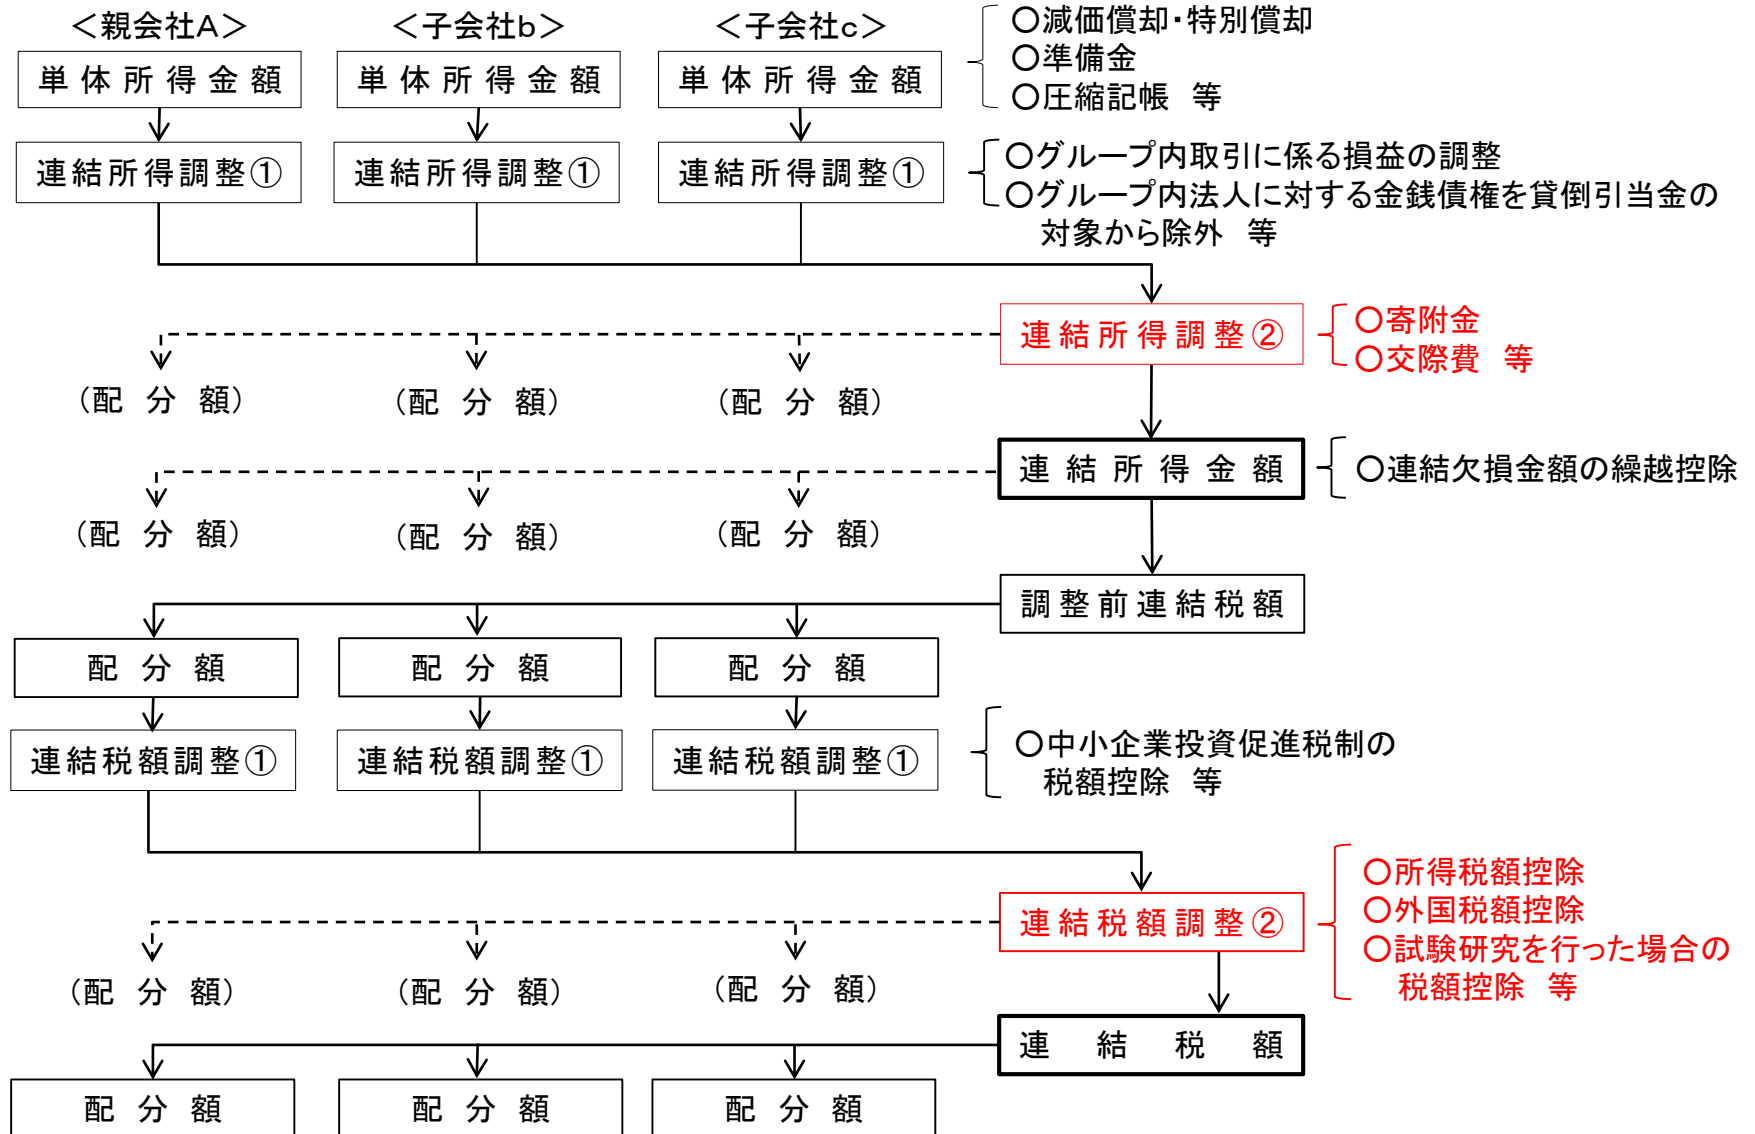 <親会社A> <子会社b> <子会社c>
○減価償却・特別償却
○準備金
○圧縮記帳 等
単体所得金額 単体所得金額 単体所得金額
連結所得調整① 連結所得調整① 連結所得調整①
○グループ内取引に係る損益の調整
○グループ内法人に対する金銭債権を貸倒引当金の
対象から除外 等
連結所得調整②
○寄附金
○交際費 等
(配分額) (配分額) (配分額)
連結所得金額
○連結欠損金額の繰越控除
(配分額) (配分額) (配分額)
調整前連結税額
配分額 配分額 配分額
連結税額調整① 連結税額調整① 連結税額調整①
○中小企業投資促進税制の
税額控除 等
連結税額調整②
○所得税額控除
○外国税額控除
○試験研究を行った場合の
税額控除 等
(配分額) (配分額) (配分額)
連結税額
配分額 配分額 配分額